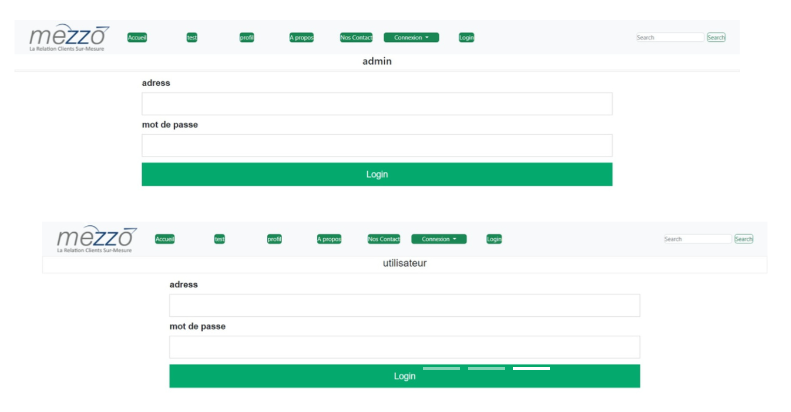 mezzo
La Relation Clients Sur-Mesure
Accueil test profil A propos Nos Contact Connexion Login Search Search
admin
adress
mot de passe
Login
mezzo
La Relation Clients Sur-Mesure
Accueil test profil A propos Nos Contact Connexion Login Search Search
utilisateur
adress
mot de passe
Login